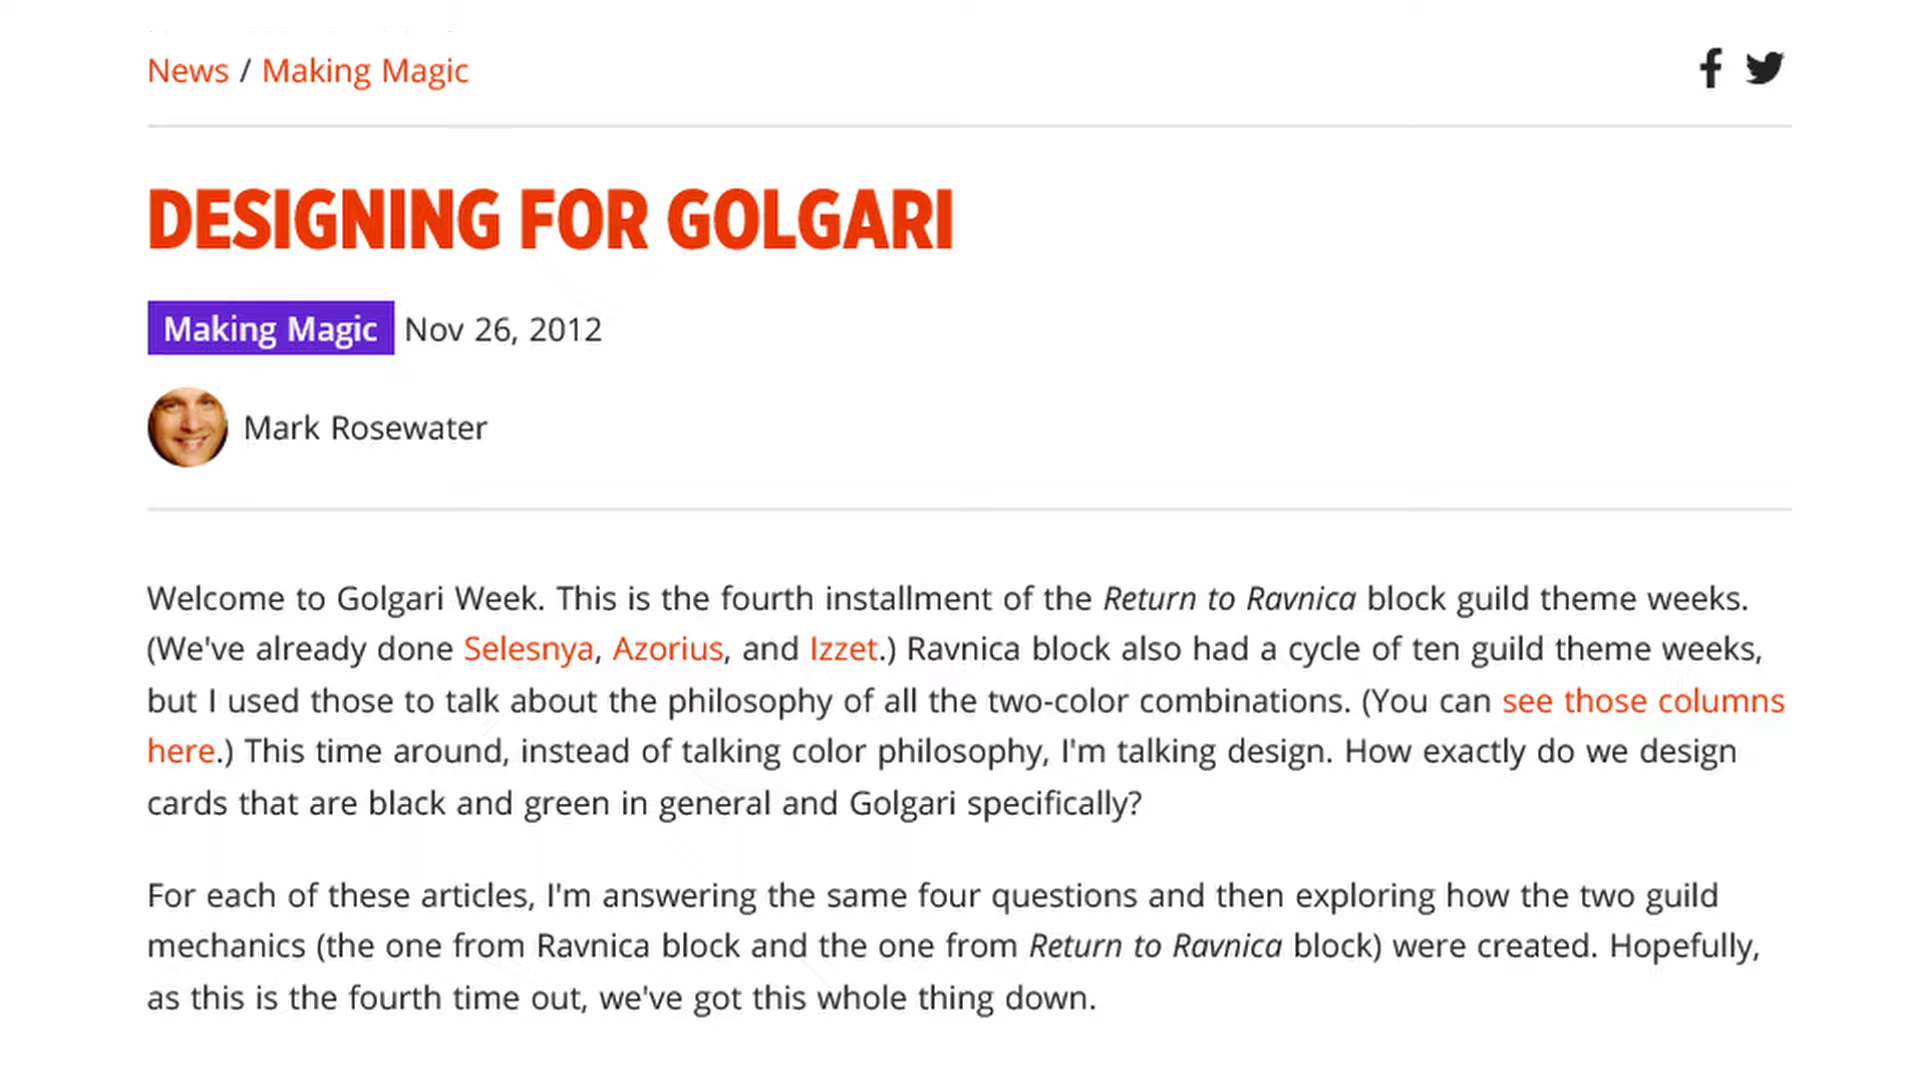 News / Making Magic
DESIGNING FOR GOLGARI
Making Magic Nov 26, 2012
Mark Rosewater
Welcome to Golgari Week. This is the fourth installment of the Return to Ravnica block guild theme weeks.
(We've already done Selesnya, Azorius, and Izzet.) Ravnica block also had a cycle of ten guild theme weeks,
but I used those to talk about the philosophy of all the two-color combinations. (You can see those columns
here.) This time around, instead of talking color philosophy, I'm talking design. How exactly do we design
cards that are black and green in general and Golgari specifically?
For each of these articles, I'm answering the same four questions and then exploring how the two guild
mechanics (the one from Ravnica block and the one from Return to Ravnica block) were created. Hopefully,
as this is the fourth time out, we've got this whole thing down.